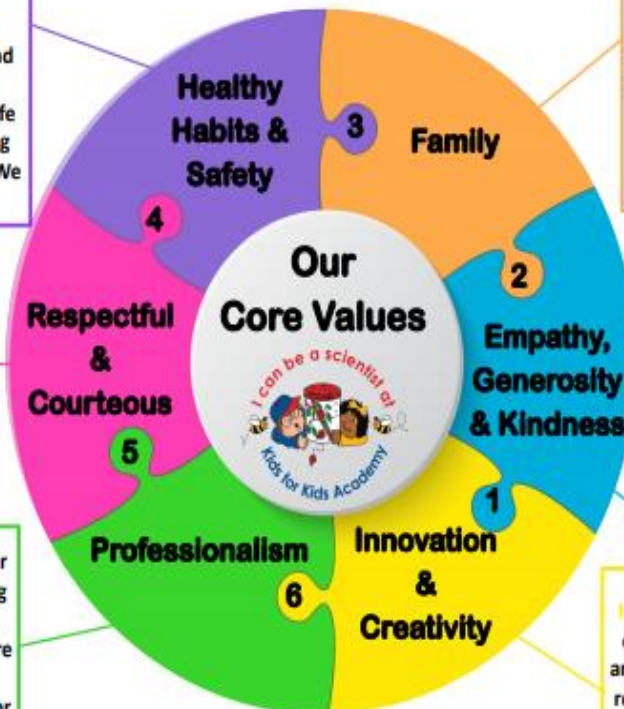 Healthy
Habits &
Safety
3
Family
4
2
Our
Core Values
I can be a scientist at
Kids for Kids Academy
Respectful
&
Courteous
Empathy,
Generosity
& Kindness
5
1
Professionalism
Innovation
&
Creativity
6
We